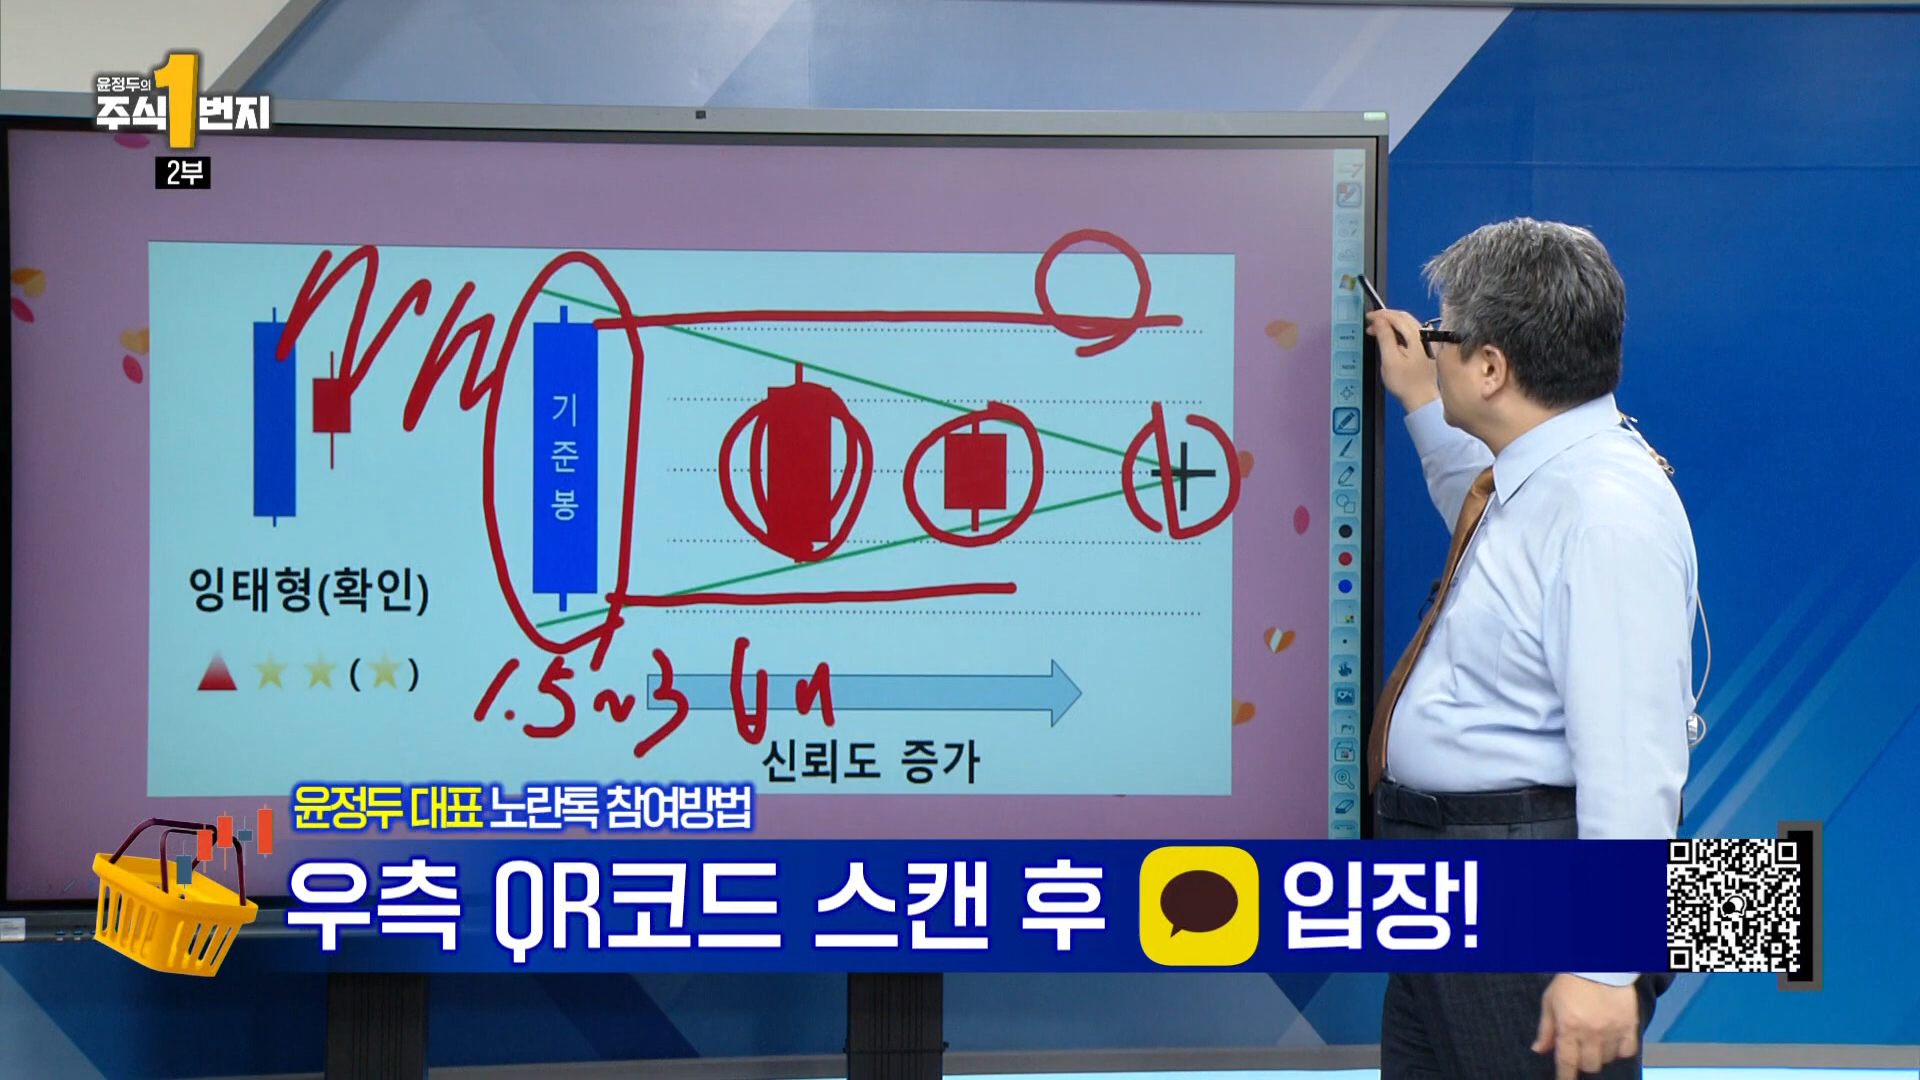 윤정두의
주식1번지
2부
기준봉
잉태형(확인)
( )
1.5~3배
신뢰도 증가
윤정두 대표 노란톡 참여방법
우측 QR코드 스캔 후 입장!